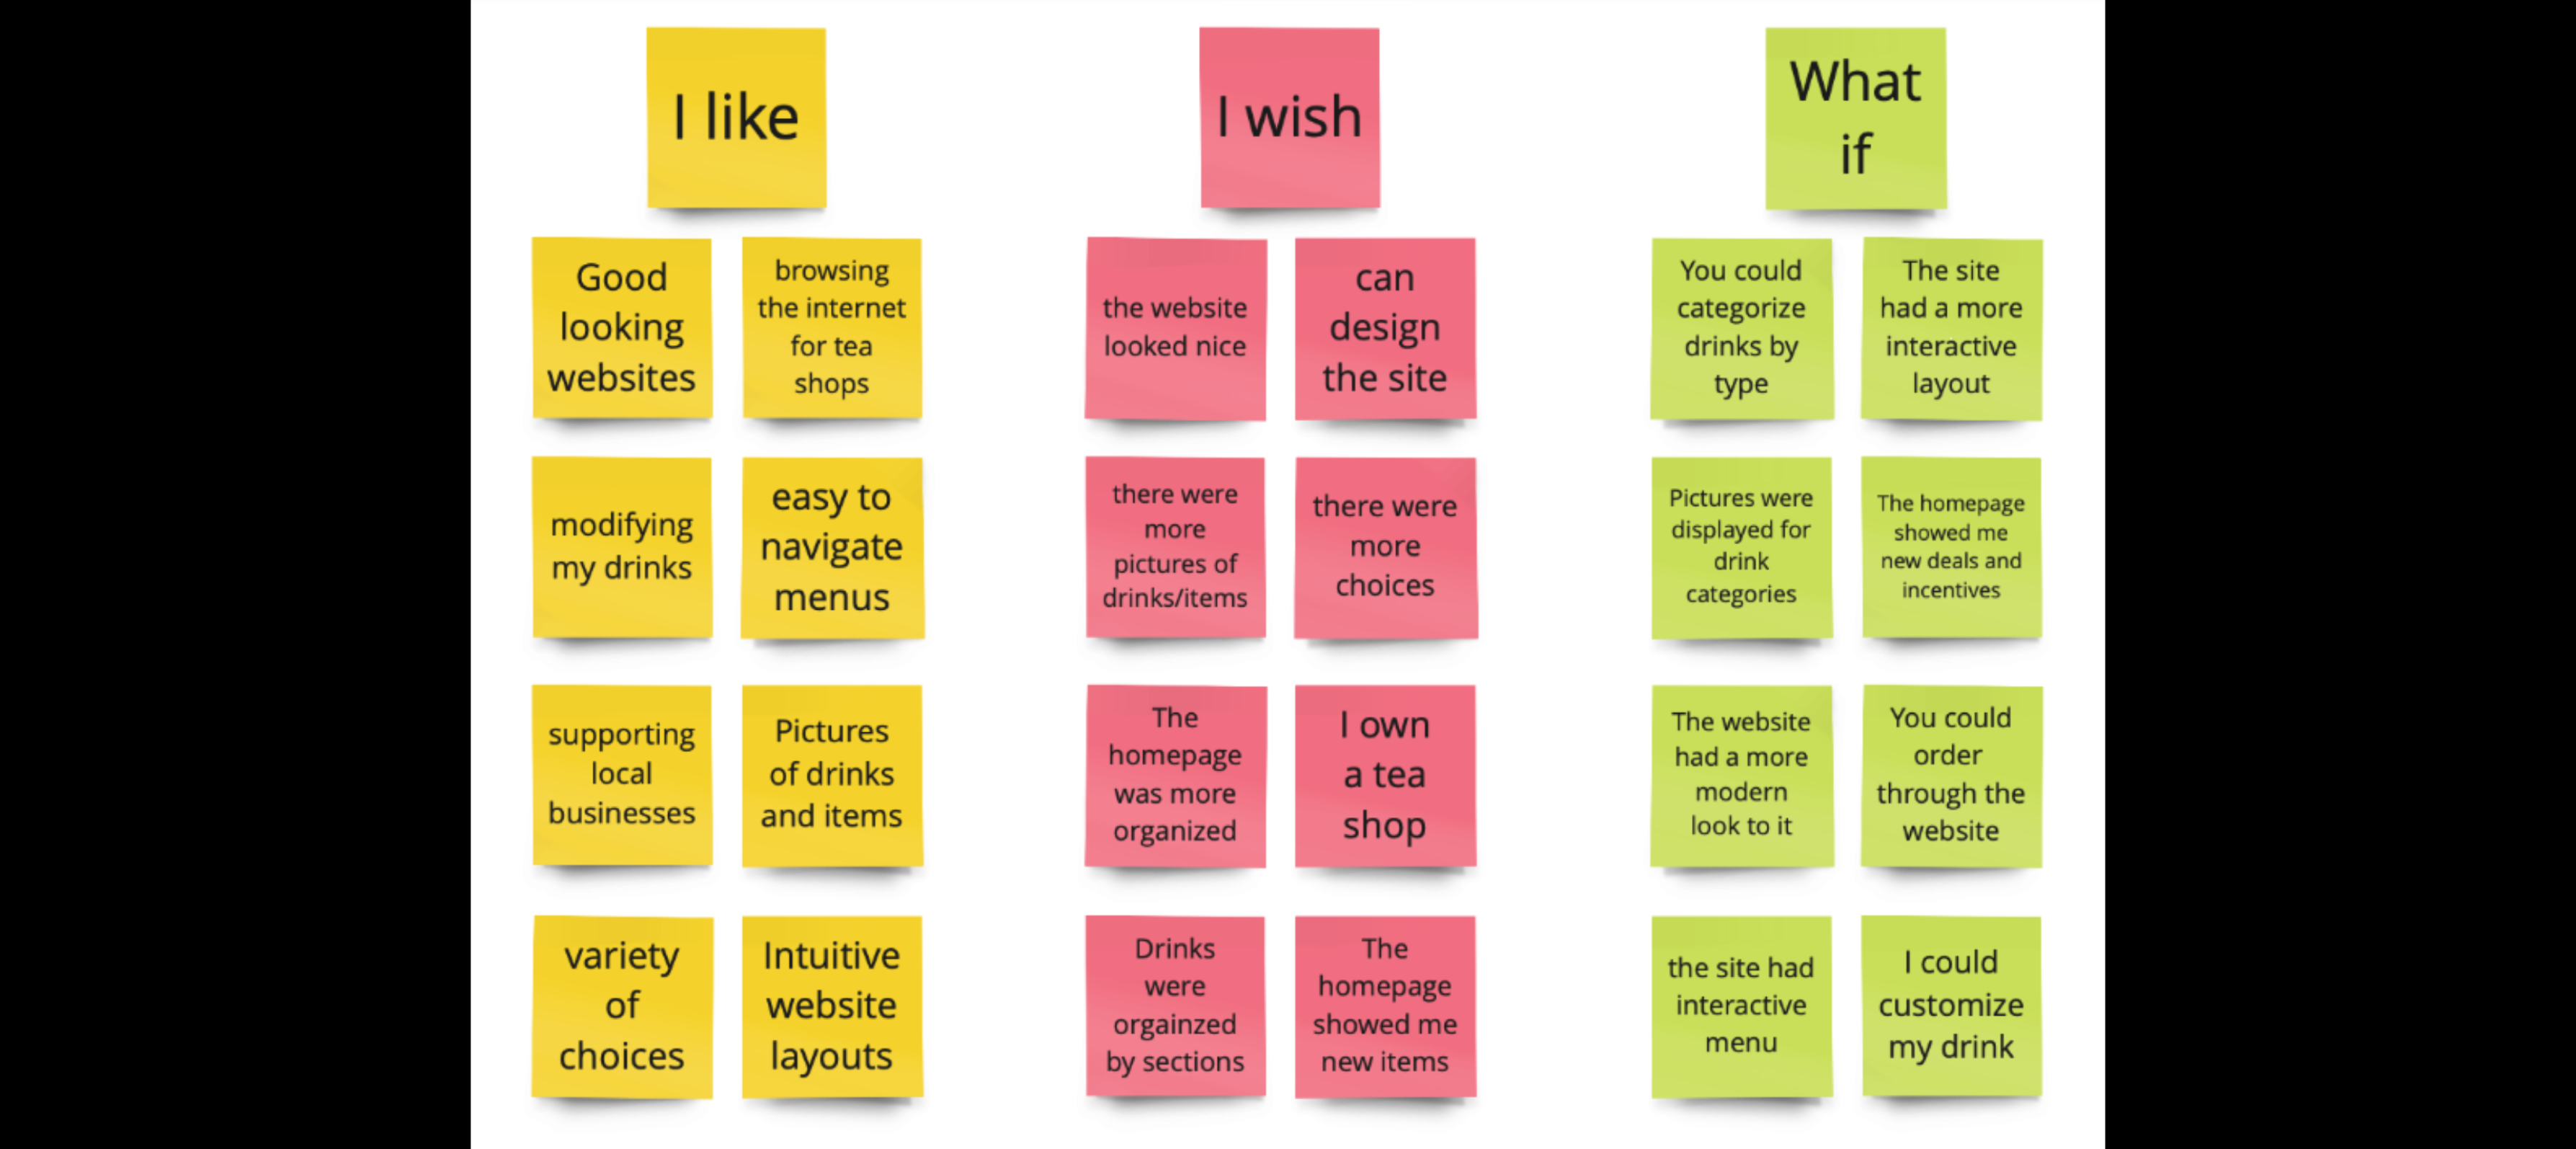 I like
Good
looking
websites
browsing
the internet
for tea
shops
modifying
my drinks
easy to
navigate
menus
supporting
local
businesses
Pictures
of drinks
and items
variety
of
choices
Intuitive
website
layouts
I wish
the website
looked nice
can
design
the site
there were
more
pictures of
drinks/items
there were
more
choices
The
homepage
was more
organized
I own
a tea
shop
Drinks
were
orgainzed
by sections
The
homepage
showed me
new items
What
if
You could
categorize
drinks by
type
The site
had a more
interactive
layout
Pictures were
displayed for
drink
categories
The homepage
showed me
new deals and
incentives
The website
had a more
modern
look to it
You could
order
through the
website
the site had
interactive
menu
I could
customize
my drink